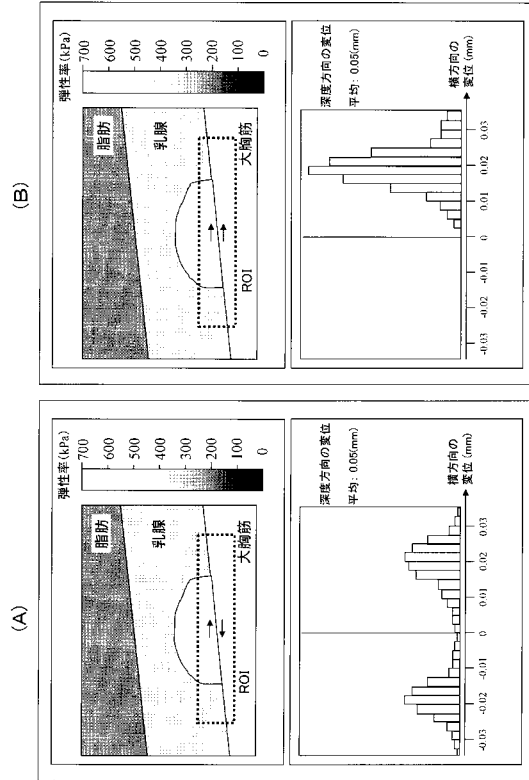 (A)
弾性率(kPa)
700
600
500
400
300
200
100
0
脂肪
乳腺
大胸筋
ROI
深度方向の変位
平均: 0.05(mm)
-0.03
-0.02
-0.01
0
0.01
0.02
0.03
横方向の
変位(mm)
(B)
弾性率(kPa)
700
600
500
400
300
200
100
0
脂肪
乳腺
大胸筋
ROI
深度方向の変位
平均: 0.05(mm)
-0.03
-0.02
-0.01
0
0.01
0.02
0.03
横方向の
変位(mm)